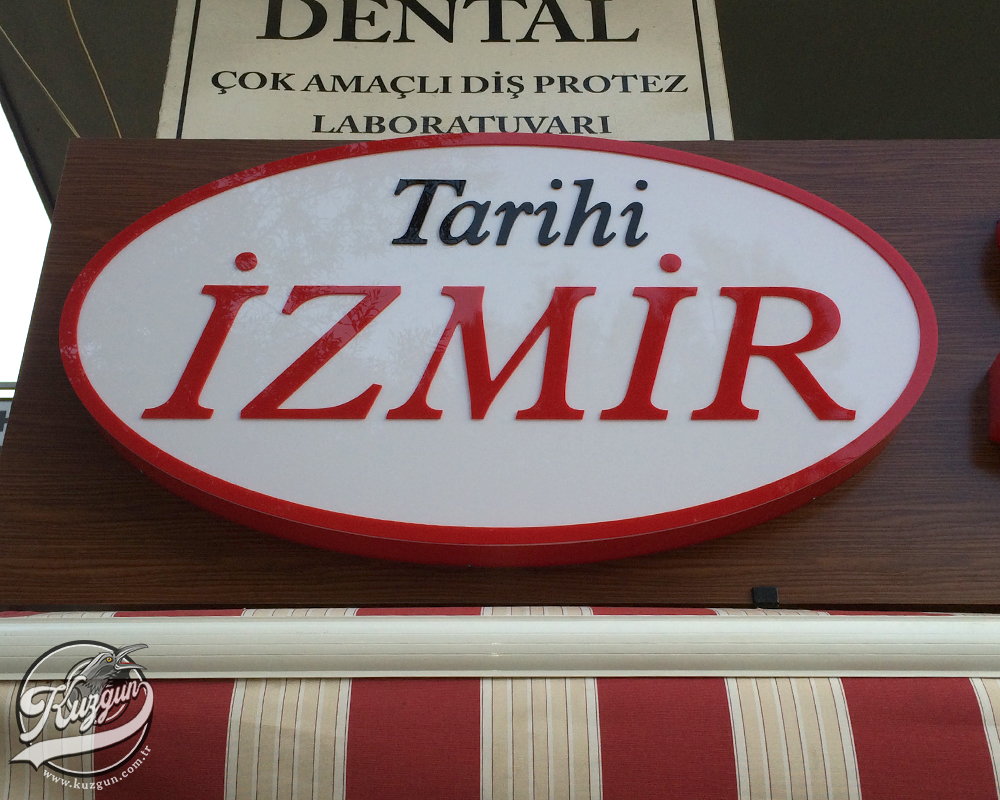 DENTAL
ÇOK AMAÇLI DİŞ PROTEZ
LABORATUVARI
Tarihi
İZMİR
Kuzgun
www.kuzgun.com.tr